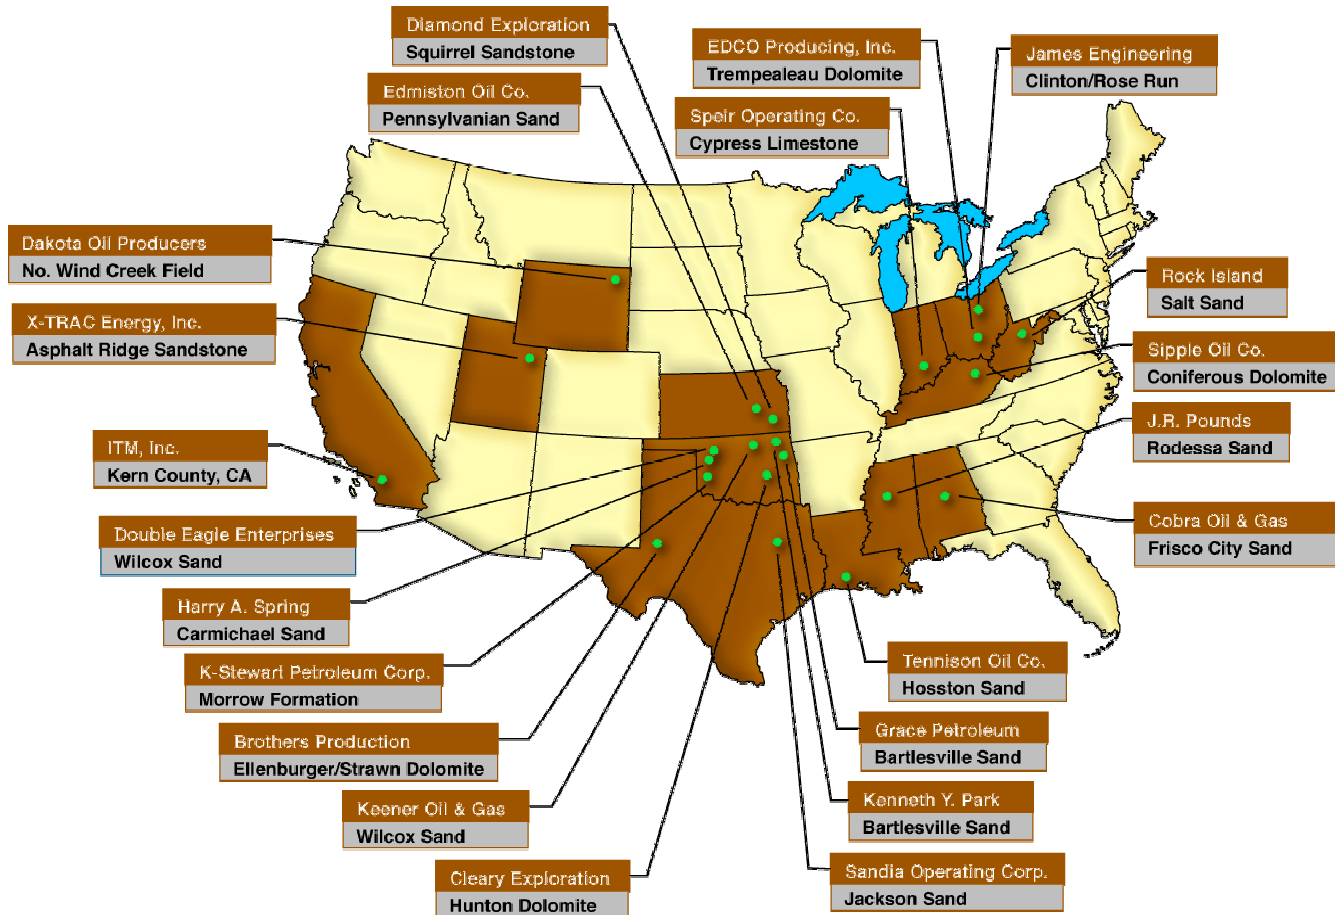 Diamond Exploration
Squirrel Sandstone
EDCO Producing, Inc.
Trempealeau Dolomite
James Engineering
Clinton/Rose Run
Edmiston Oil Co.
Pennsylvanian Sand
Speir Operating Co.
Cypress Limestone
Dakota Oil Producers
No. Wind Creek Field
Rock Island
Salt Sand
X-TRAC Energy, Inc.
Asphalt Ridge Sandstone
Sipple Oil Co.
Coniferous Dolomite
J.R. Pounds
Rodessa Sand
ITM, Inc.
Kern County, CA
Cobra Oil & Gas
Frisco City Sand
Double Eagle Enterprises
Wilcox Sand
Harry A. Spring
Carmichael Sand
Tennison Oil Co.
Hosston Sand
K-Stewart Petroleum Corp.
Morrow Formation
Grace Petroleum
Bartlesville Sand
Brothers Production
Ellenburger/Strawn Dolomite
Kenneth Y. Park
Bartlesville Sand
Keener Oil & Gas
Wilcox Sand
Sandia Operating Corp.
Jackson Sand
Cleary Exploration
Hunton Dolomite